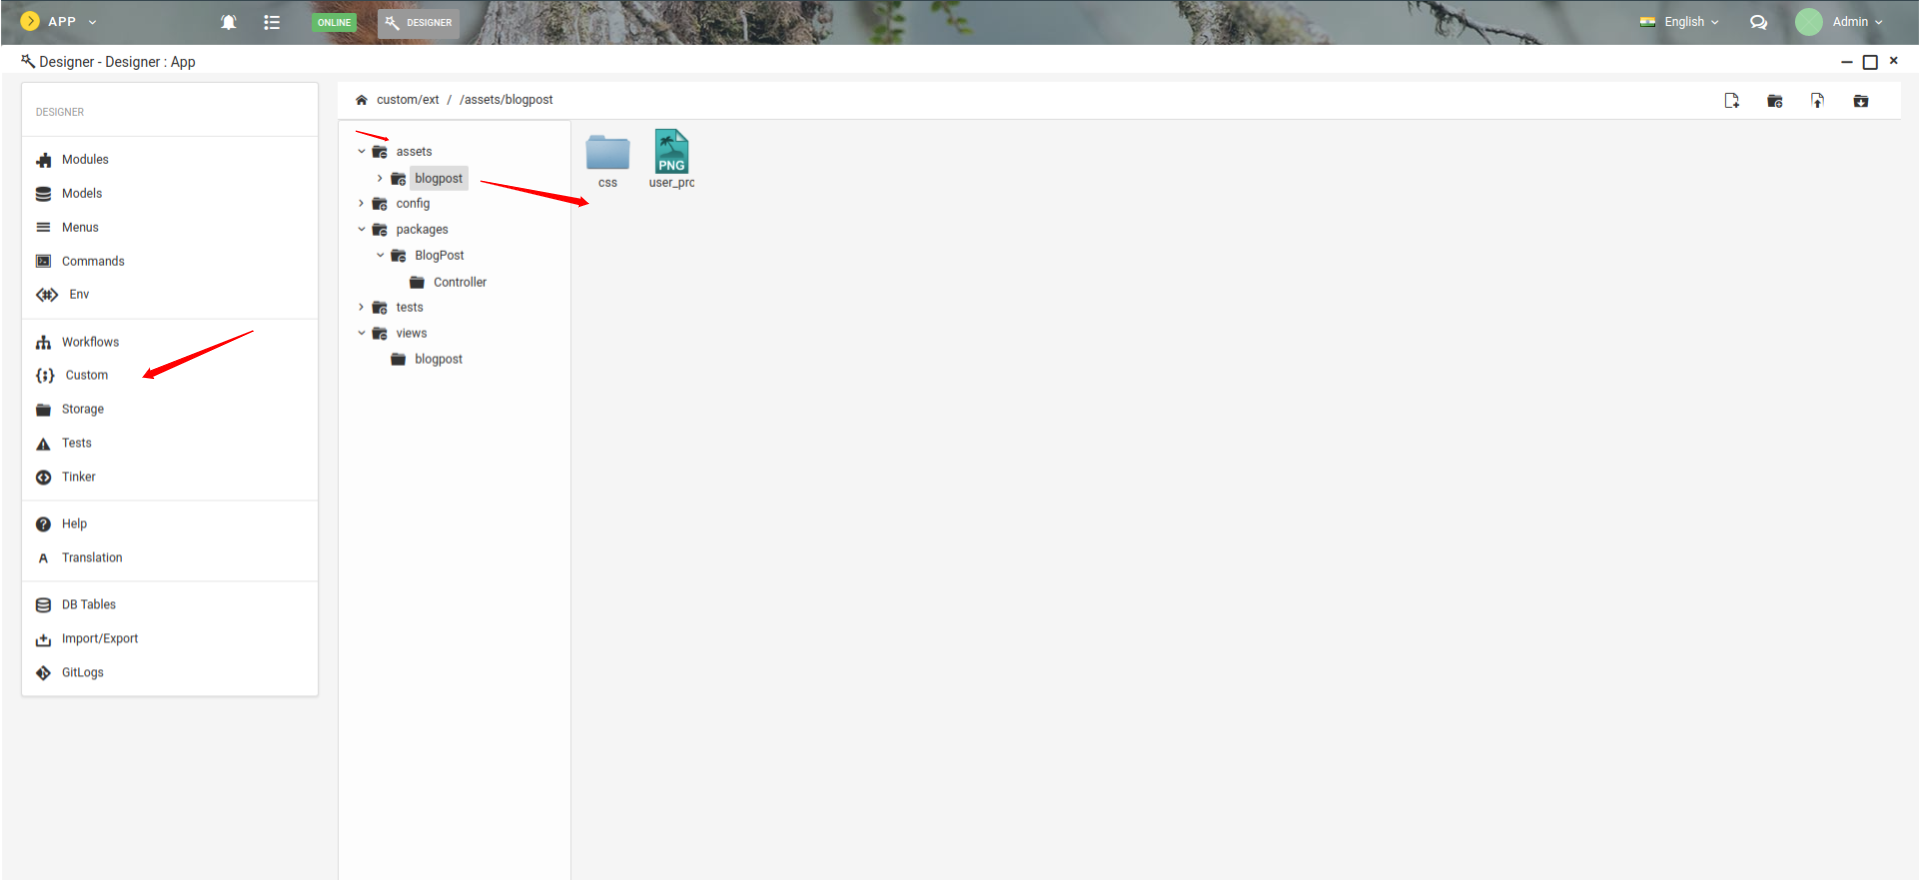 APP
ONLINE
DESIGNER
English
Admin
Designer - Designer : App
DESIGNER
Modules
Models
Menus
Commands
Env
Workflows
Custom
Storage
Tests
Tinker
Help
Translation
DB Tables
Import/Export
GitLogs
custom/ext / /assets/blogpost
assets
blogpost
config
packages
BlogPost
Controller
tests
views
blogpost
css
PNG
user_prc